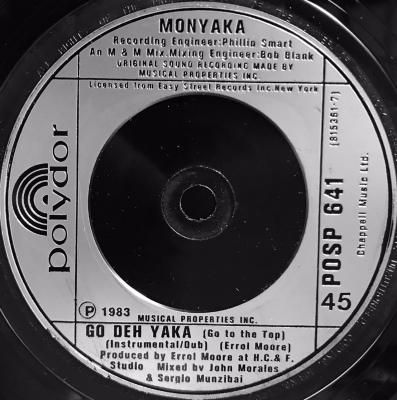 MONYAKA
Recording Engineer:Phillip Smart
An M & M Mix.Mixing Engineer:Bob Blank
ORIGINAL SOUND RECORDING MADE BY
MUSICAL PROPERTIES INC.
Licensed from Easy Street Records Inc.New York
polydor
(815361-7)
POSP 641
Chappell Music Ltd.
45
MUSICAL PROPERTIES INC.
Ⓟ 1983
GO DEH YAKA (Go to the Top)
(Instrumental/Dub) (Errol Moore)
Produced by Errol Moore at H.C.& F.
Studio Mixed by John Morales
& Sergio Munzibai